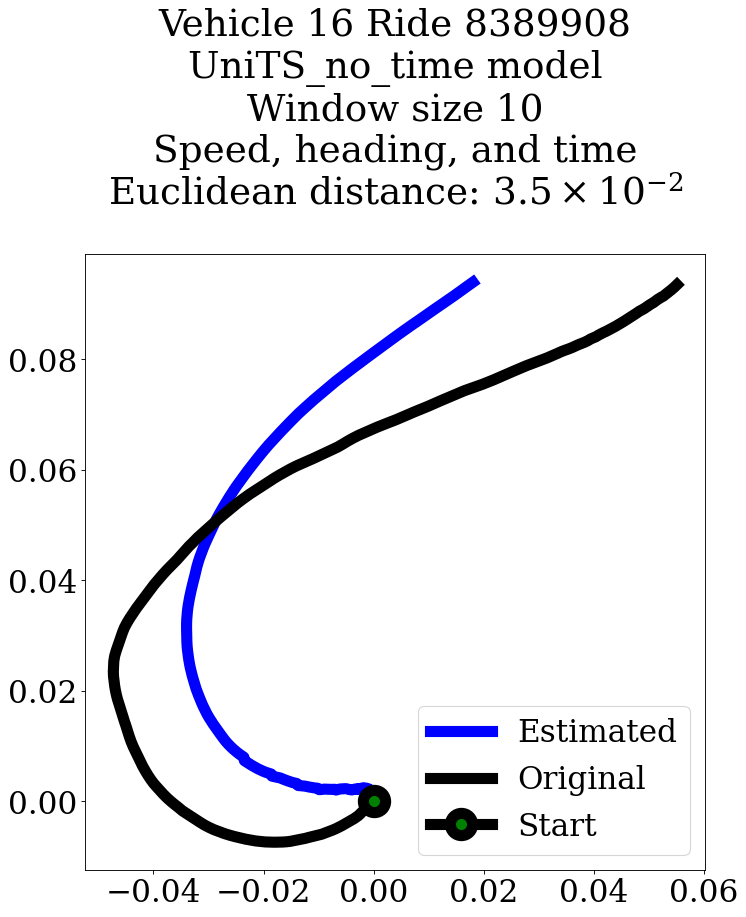 Vehicle 16 Ride 8389908
UniTS_no_time model
Window size 10
Speed, heading, and time
Euclidean distance: 3.5 × 10⁻²
0.08
0.06
0.04
0.02
0.00
Estimated
Original
Start
−0.04 −0.02 0.00 0.02 0.04 0.06